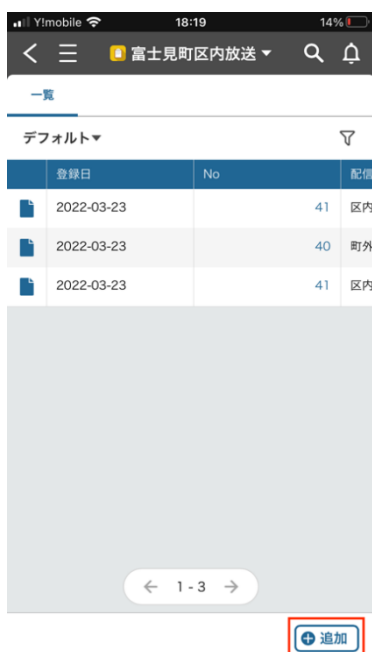 Y!mobile 18:19 14%
富士見町区内放送
一覧
デフォルト
登録日 No 配信
2022-03-23 41 区内
2022-03-23 40 町外
2022-03-23 41 区内
1 - 3
追加